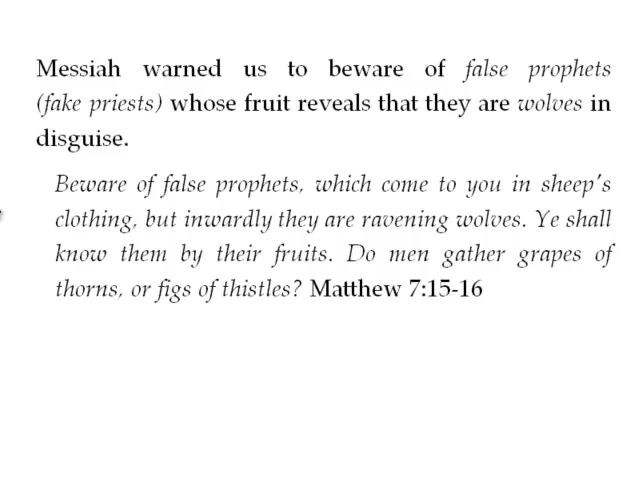 Messiah warned us to beware of false prophets
(fake priests) whose fruit reveals that they are wolves in
disguise.
Beware of false prophets, which come to you in sheep's
clothing, but inwardly they are ravening wolves. Ye shall
know them by their fruits. Do men gather grapes of
thorns, or figs of thistles? Matthew 7:15-16